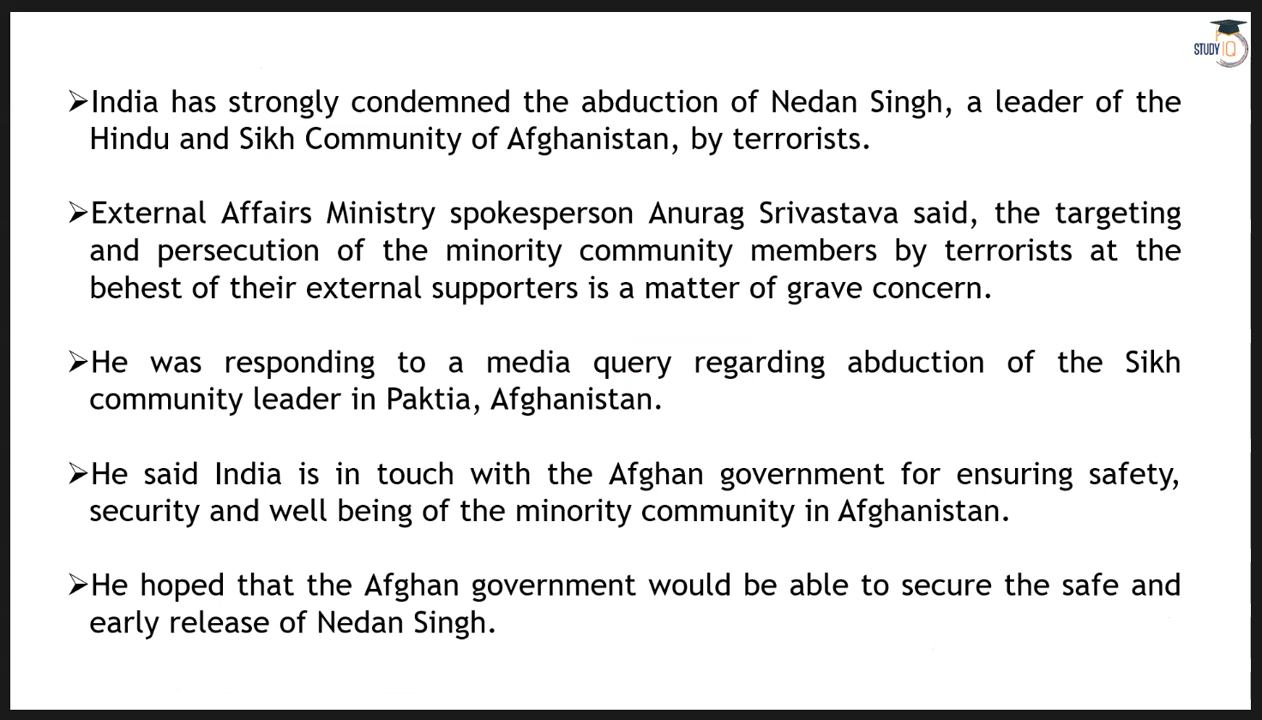 STUDY IQ
➢India has strongly condemned the abduction of Nedan Singh, a leader of the
Hindu and Sikh Community of Afghanistan, by terrorists.
➢External Affairs Ministry spokesperson Anurag Srivastava said, the targeting
and persecution of the minority community members by terrorists at the
behest of their external supporters is a matter of grave concern.
➢He was responding to a media query regarding abduction of the Sikh
community leader in Paktia, Afghanistan.
➢He said India is in touch with the Afghan government for ensuring safety,
security and well being of the minority community in Afghanistan.
➢He hoped that the Afghan government would be able to secure the safe and
early release of Nedan Singh.